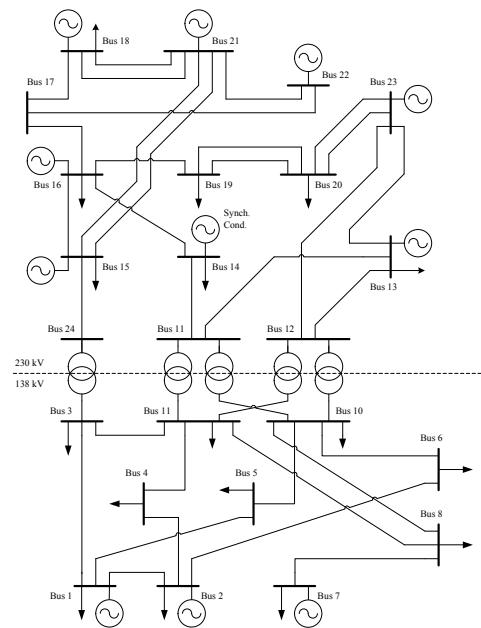 Bus 18
Bus 21
Bus 22
Bus 17
Bus 23
Bus 16
Bus 19
Bus 20
Synch.
Cond.
Bus 15
Bus 14
Bus 13
Bus 24
Bus 11
Bus 12
230 kV
138 kV
Bus 3
Bus 11
Bus 10
Bus 6
Bus 4
Bus 5
Bus 8
Bus 1
Bus 2
Bus 7